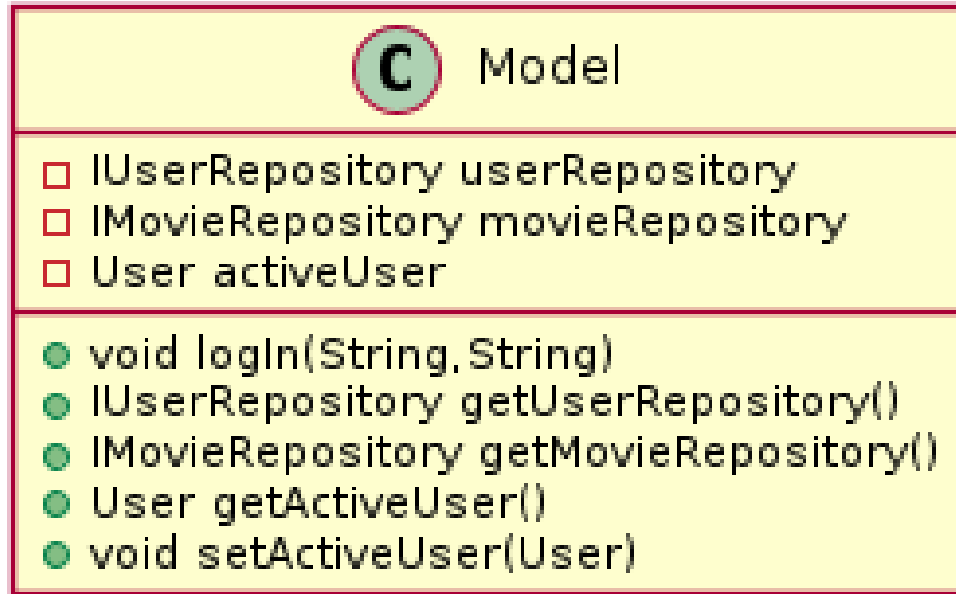 C Model
IUserRepository userRepository
IMovieRepository movieRepository
User activeUser
void logIn(String,String)
IUserRepository getUserRepository()
IMovieRepository getMovieRepository()
User getActiveUser()
void setActiveUser(User)